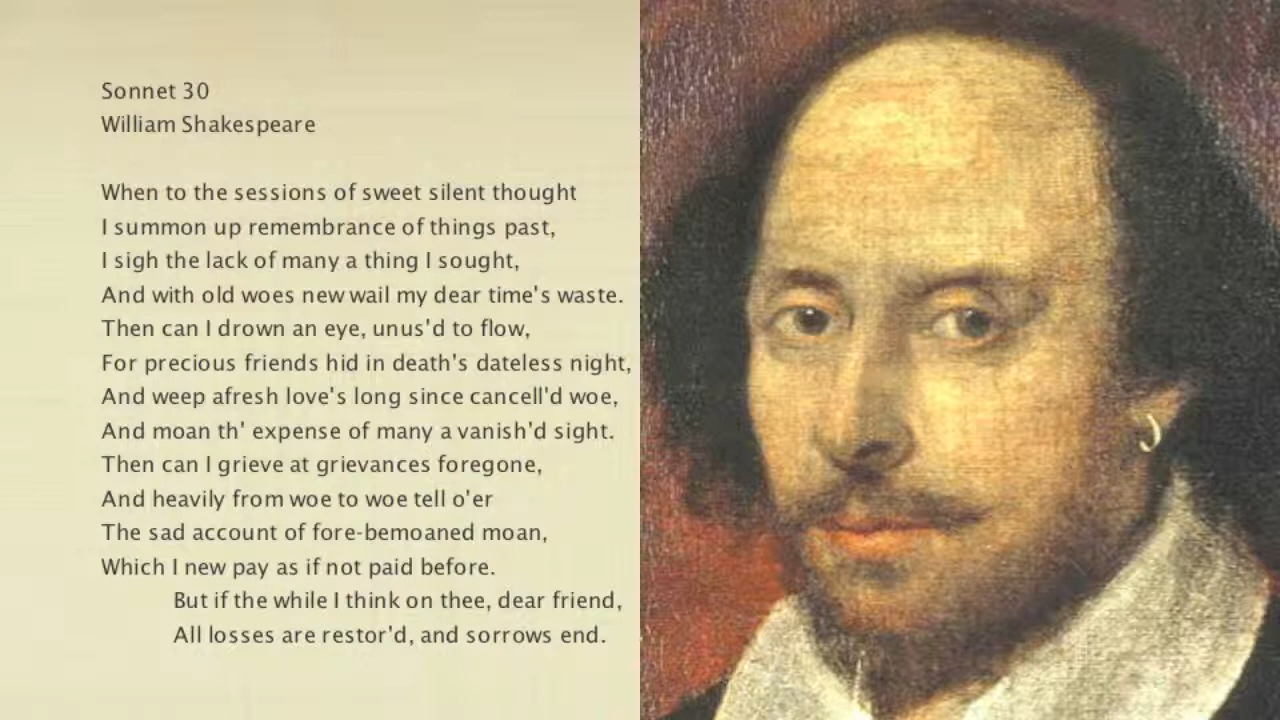 Sonnet 30
William Shakespeare
When to the sessions of sweet silent thought
I summon up remembrance of things past,
I sigh the lack of many a thing I sought,
And with old woes new wail my dear time's waste.
Then can I drown an eye, unus'd to flow,
For precious friends hid in death's dateless night,
And weep afresh love's long since cancell'd woe,
And moan th' expense of many a vanish'd sight.
Then can I grieve at grievances foregone,
And heavily from woe to woe tell o'er
The sad account of fore-bemoaned moan,
Which I new pay as if not paid before.
But if the while I think on thee, dear friend,
All losses are restor'd, and sorrows end.